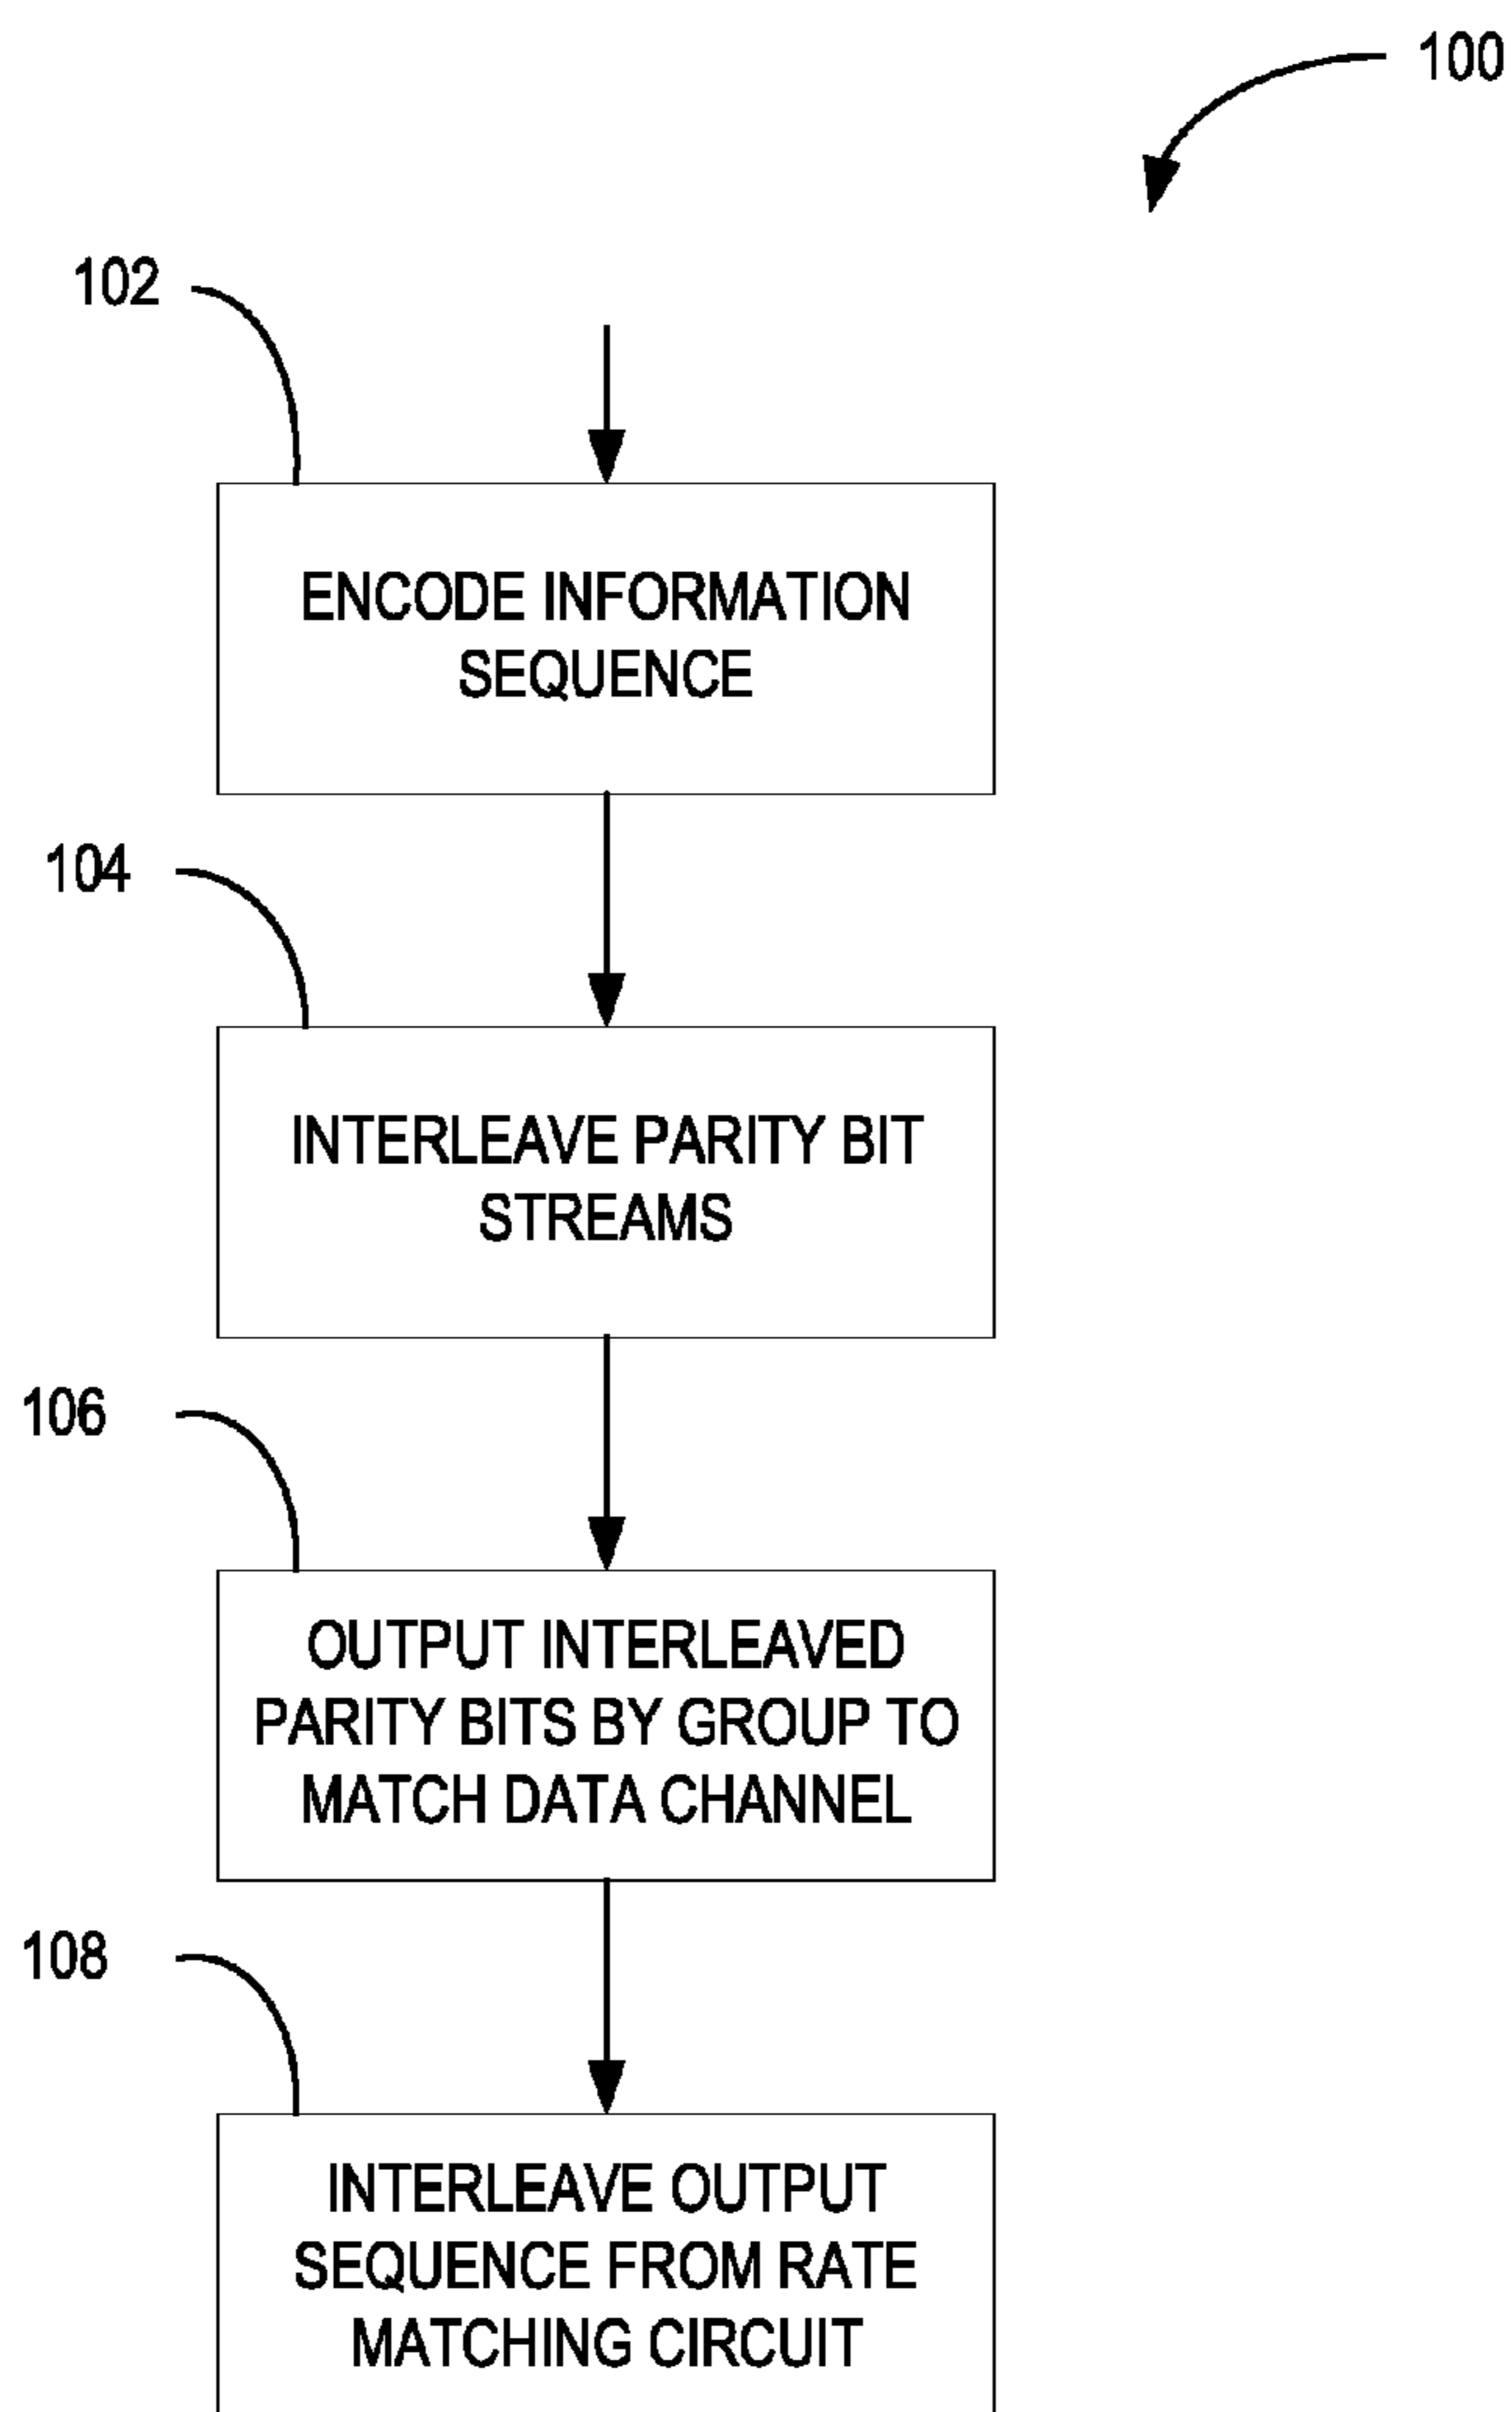 100
102
ENCODE INFORMATION
SEQUENCE
104
INTERLEAVE PARITY BIT
STREAMS
106
OUTPUT INTERLEAVED
PARITY BITS BY GROUP TO
MATCH DATA CHANNEL
108
INTERLEAVE OUTPUT
SEQUENCE FROM RATE
MATCHING CIRCUIT